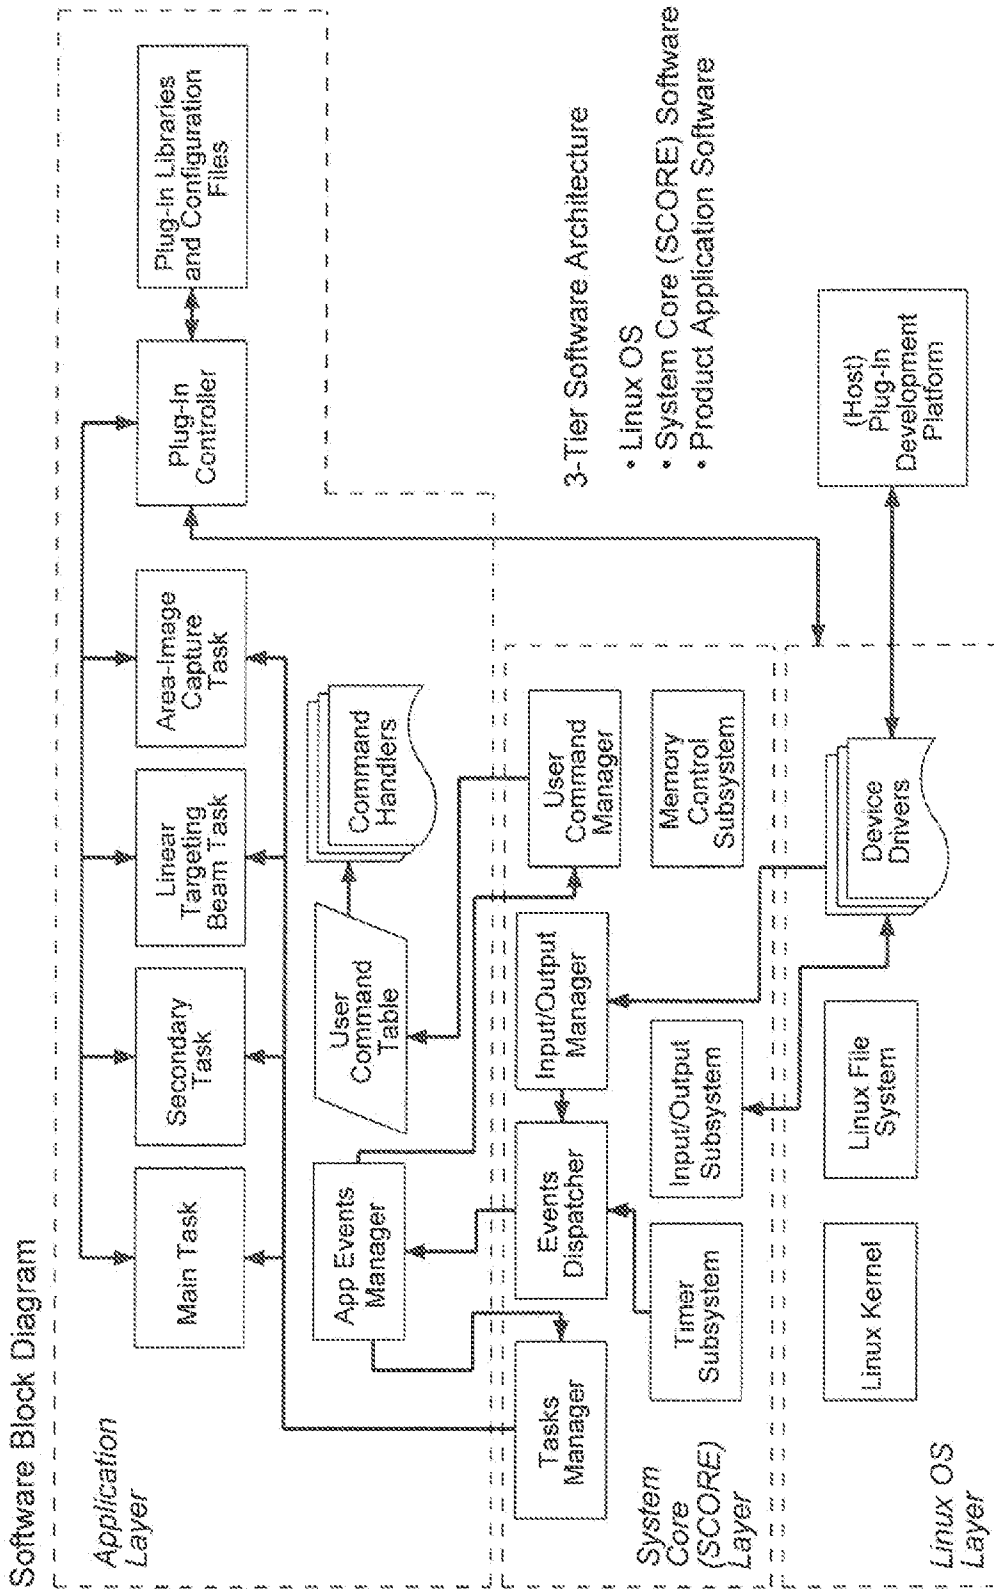 Software Block Diagram
Application
Layer
Main Task
Secondary
Task
Linear
Targeting
Beam Task
Area-Image
Capture
Task
Plug-In
Controller
Plug-In Libraries
and Configuration
Files
App Events
Manager
User
Command
Table
Command
Handlers
Tasks
Manager
Events
Dispatcher
Input/Output
Manager
User
Command
Manager
System
Core
(SCORE)
Layer
Timer
Subsystem
Input/Output
Subsystem
Memory
Control
Subsystem
3-Tier Software Architecture
• Linux OS
• System Core (SCORE) Software
• Product Application Software
Linux OS
Layer
Linux Kernel
Linux File
System
Device
Drivers
(Host)
Plug-In
Development
Platform